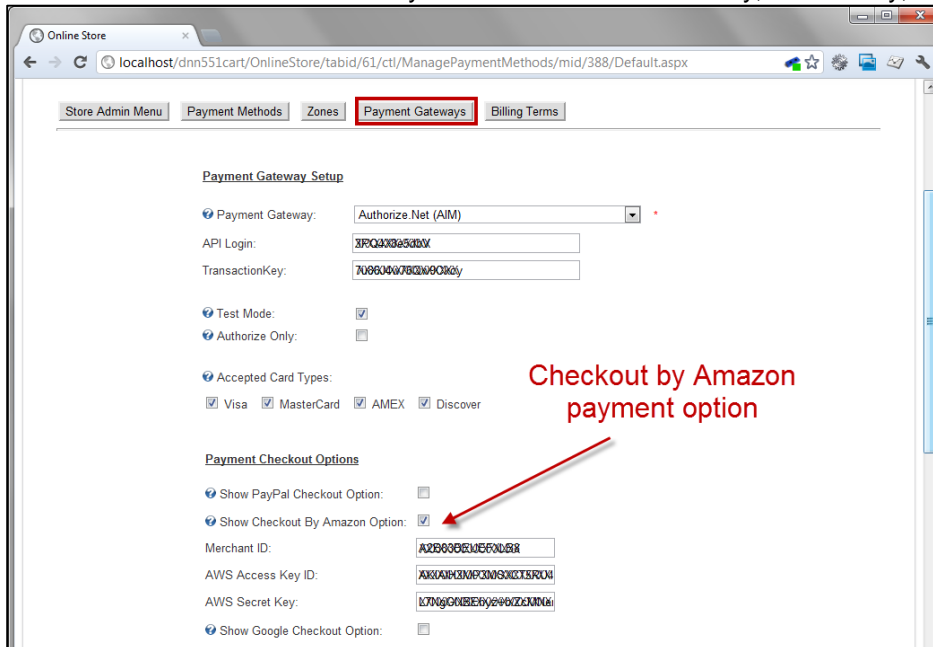 Online Store
localhost/dnn551cart/OnlineStore/tabid/61/ctl/ManagePaymentMethods/mid/388/Default.aspx
Store Admin Menu Payment Methods Zones Payment Gateways Billing Terms
Payment Gateway Setup
Payment Gateway: Authorize.Net (AIM) *
API Login:
TransactionKey:
Test Mode:
Authorize Only:
Accepted Card Types:
Visa MasterCard AMEX Discover
Checkout by Amazon
payment option
Payment Checkout Options
Show PayPal Checkout Option:
Show Checkout By Amazon Option:
Merchant ID:
AWS Access Key ID:
AWS Secret Key:
Show Google Checkout Option: